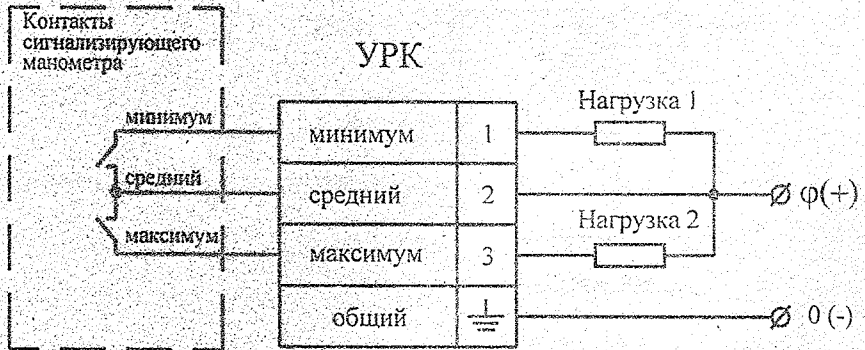 Контакты
сигнализирующего
манометра
УРК
минимум
средний
максимум
минимум 1
средний 2
максимум 3
общий
Нагрузка 1
Нагрузка 2
φ(+)
0 (-)